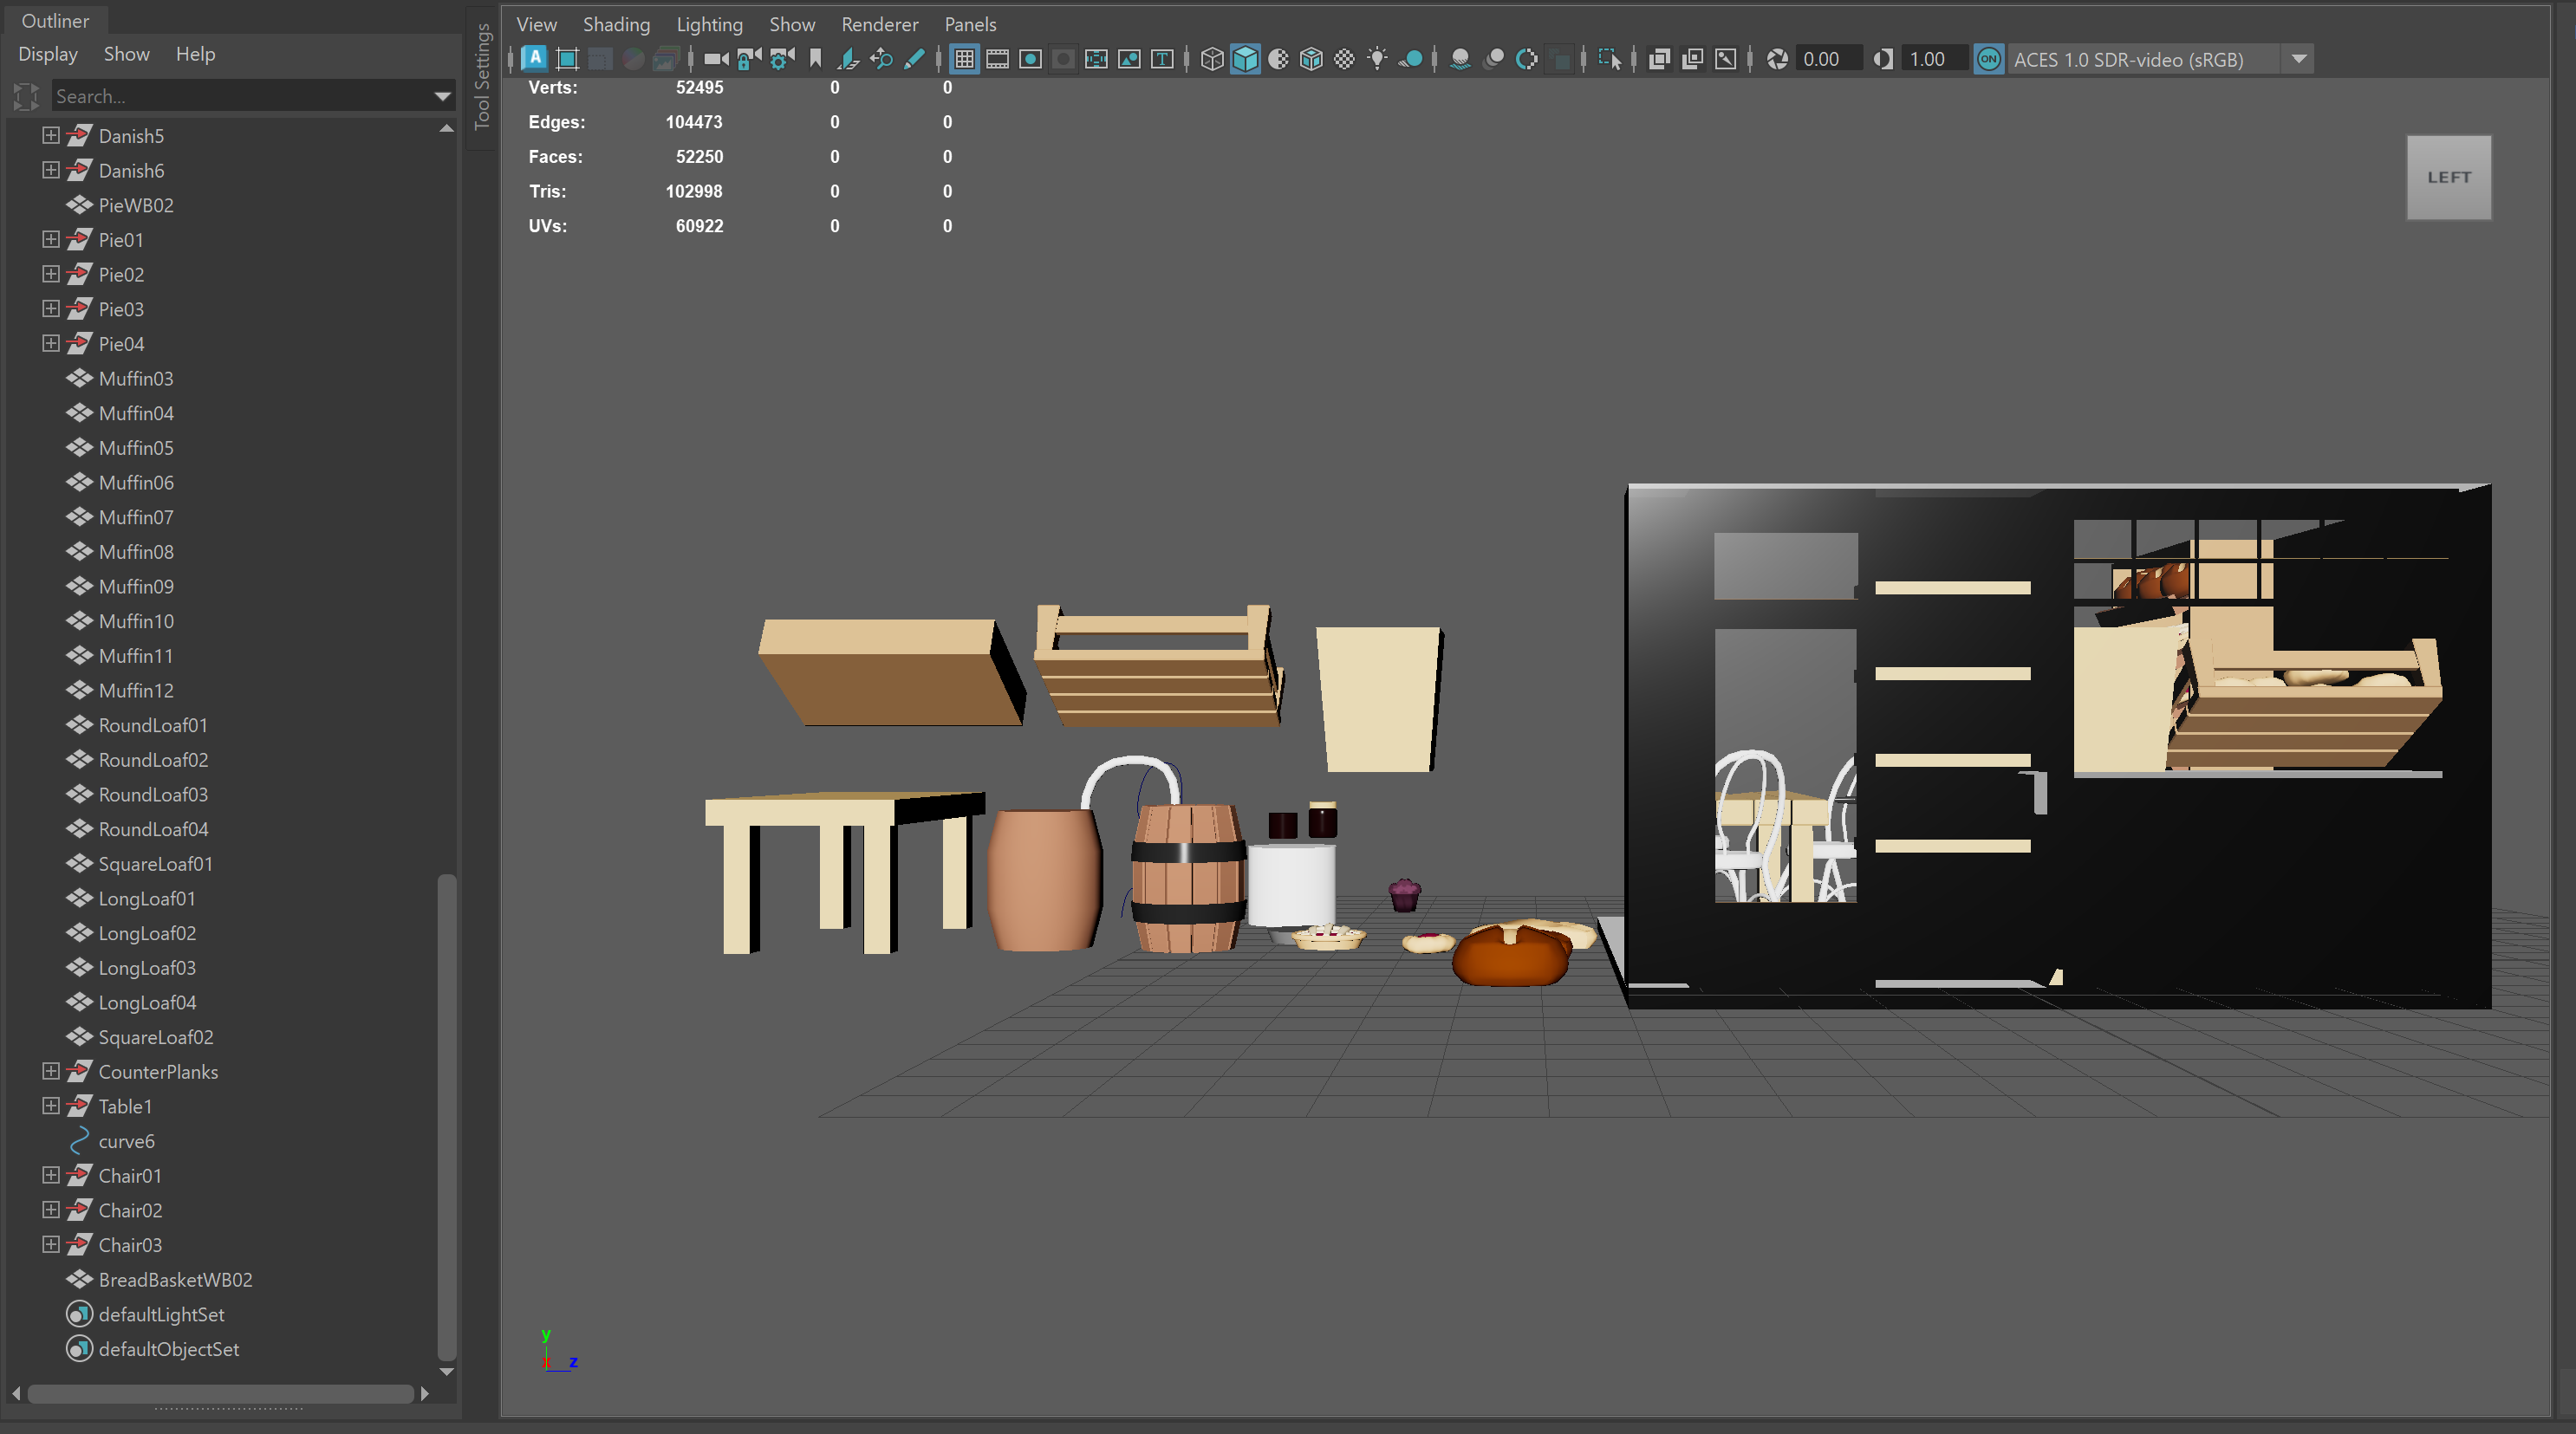 Outliner
Display Show Help
Search...
Danish5
Danish6
PieWB02
Pie01
Pie02
Pie03
Pie04
Muffin03
Muffin04
Muffin05
Muffin06
Muffin07
Muffin08
Muffin09
Muffin10
Muffin11
Muffin12
RoundLoaf01
RoundLoaf02
RoundLoaf03
RoundLoaf04
SquareLoaf01
LongLoaf01
LongLoaf02
LongLoaf03
LongLoaf04
SquareLoaf02
CounterPlanks
Table1
curve6
Chair01
Chair02
Chair03
BreadBasketWB02
defaultLightSet
defaultObjectSet
Tool Settings
View Shading Lighting Show Renderer Panels
A T 0.00 1.00 ON ACES 1.0 SDR-video (sRGB)
Verts: 52495 0 0
Edges: 104473 0 0
Faces: 52250 0 0
Tris: 102998 0 0
UVs: 60922 0 0
LEFT
y
x z